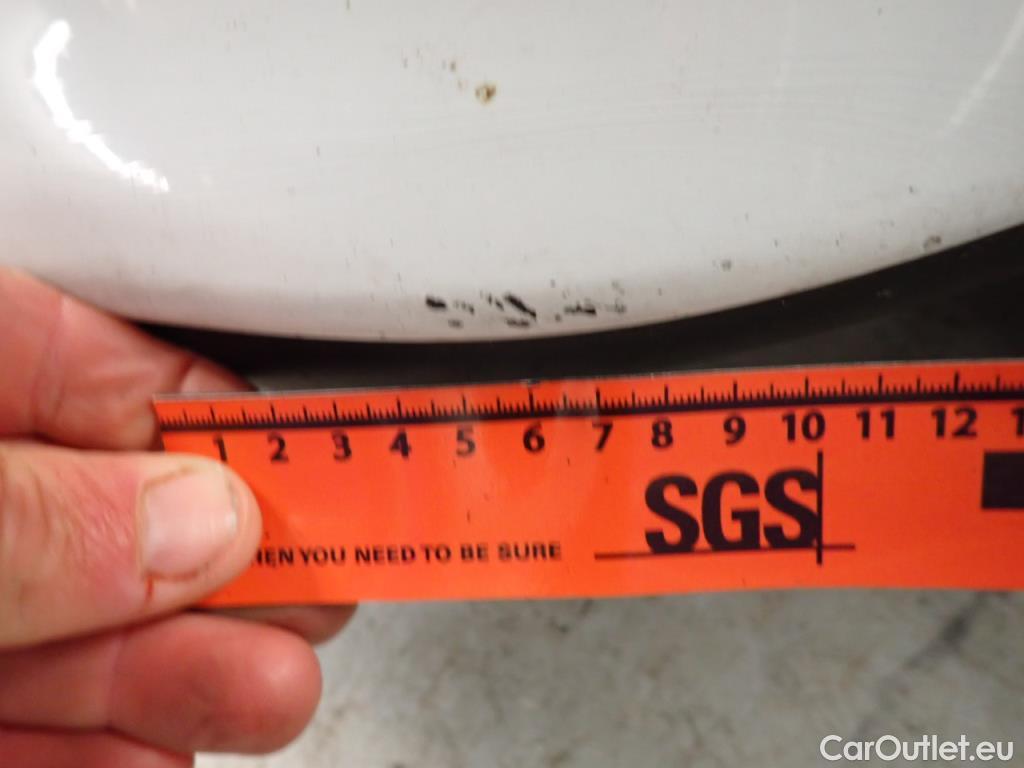 1 2 3 4 5 6 7 8 9 10 11 12
SGS
YOU NEED TO BE SURE
CarOutlet.eu